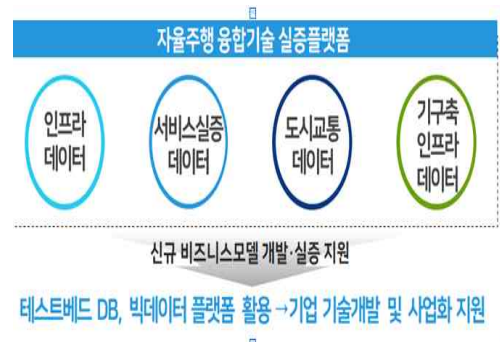 자율주행 융합기술 실증플랫폼
인프라
데이터
서비스실증
데이터
도시교통
데이터
기구축
인프라
데이터
신규 비즈니스모델 개발·실증 지원
테스트베드 DB, 빅데이터 플랫폼 활용→기업 기술개발 및 사업화 지원